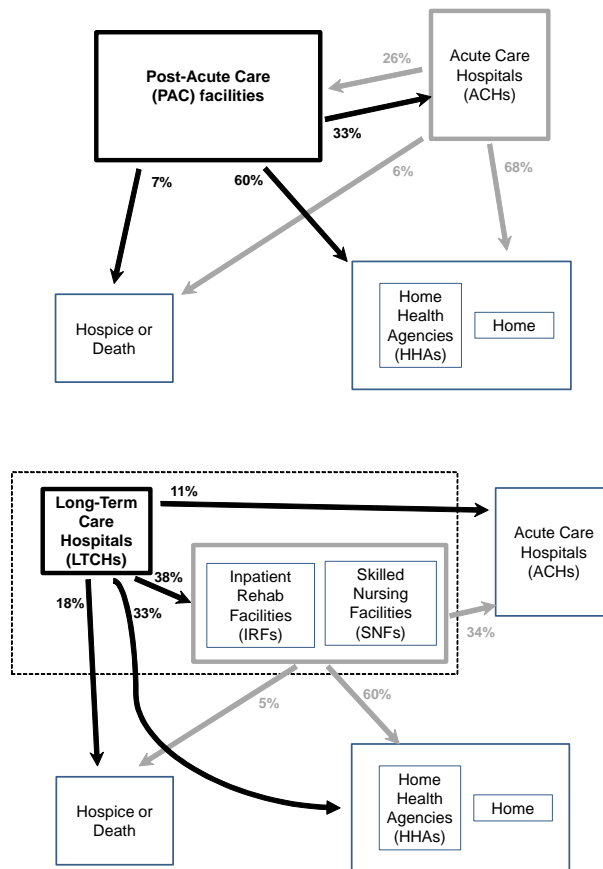 Post-Acute Care
(PAC) facilities
26%
Acute Care
Hospitals
(ACHs)
33%
7%
60%
6%
68%
Hospice or
Death
Home
Health
Agencies
(HHAs)
Home
Long-Term
Care
Hospitals
(LTCHs)
11%
Acute Care
Hospitals
(ACHs)
38%
18%
33%
Inpatient
Rehab
Facilities
(IRFs)
Skilled
Nursing
Facilities
(SNFs)
34%
5%
60%
Hospice or
Death
Home
Health
Agencies
(HHAs)
Home